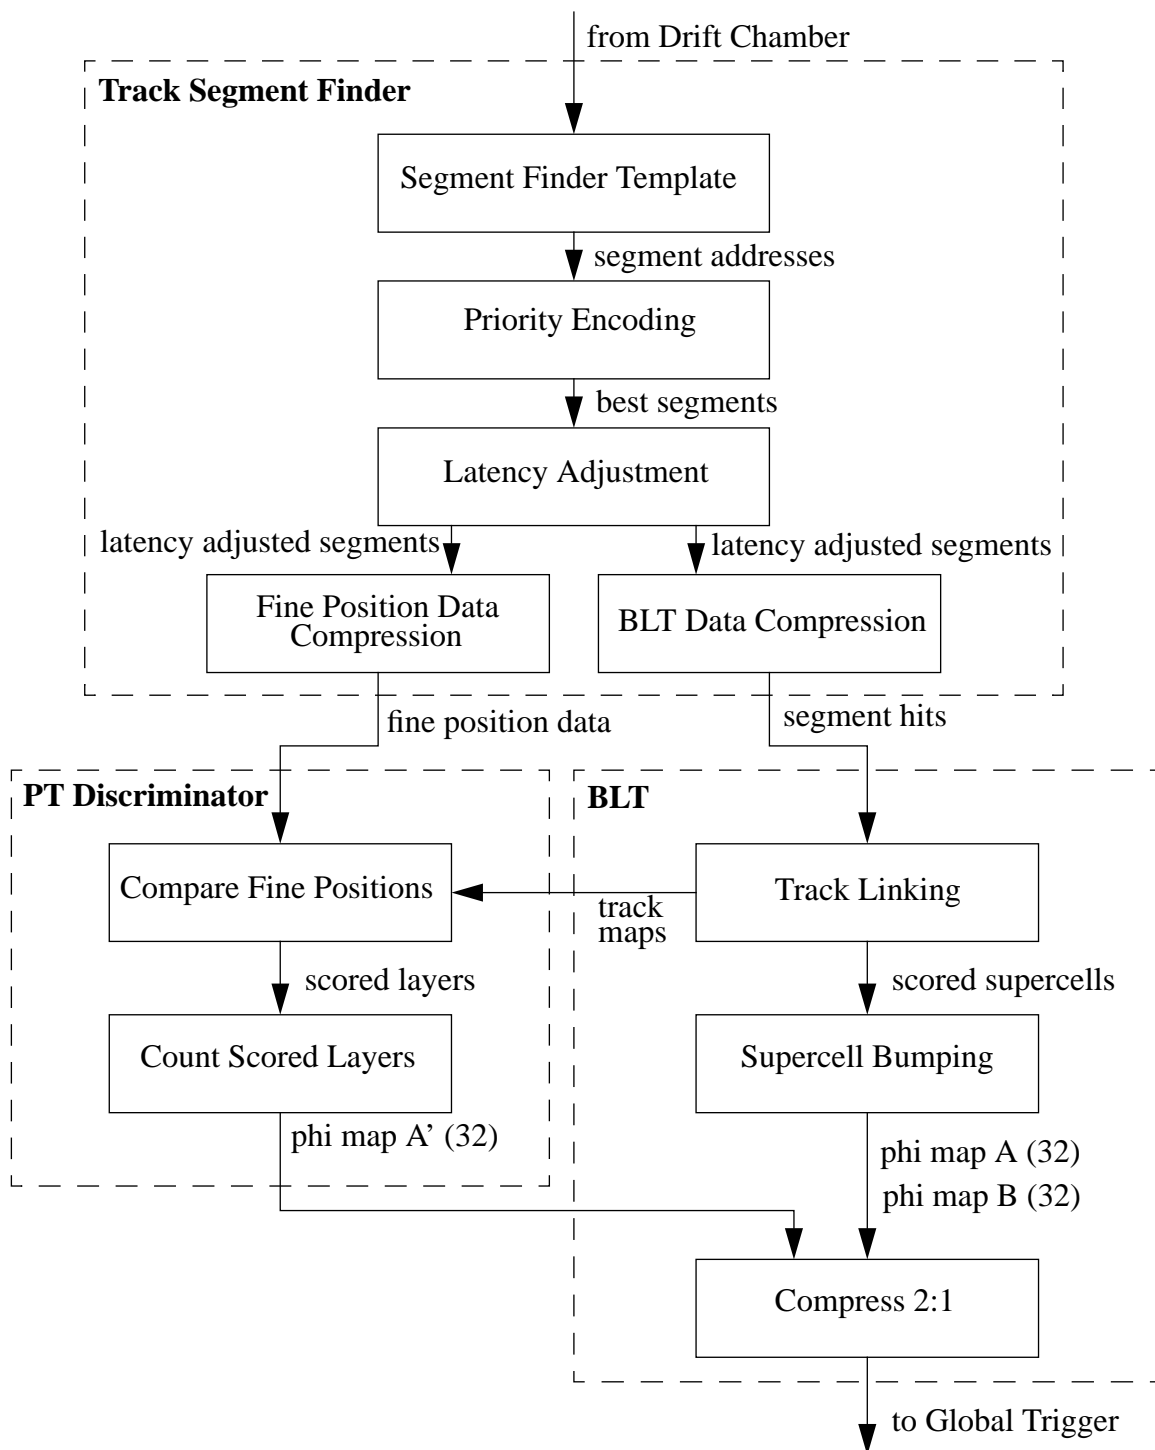 from Drift Chamber
Track Segment Finder
Segment Finder Template
segment addresses
Priority Encoding
best segments
Latency Adjustment
latency adjusted segments
latency adjusted segments
Fine Position Data
Compression
BLT Data Compression
fine position data
segment hits
PT Discriminator
BLT
Compare Fine Positions
Track Linking
track
maps
scored layers
scored supercells
Count Scored Layers
Supercell Bumping
phi map A’ (32)
phi map A (32)
phi map B (32)
Compress 2:1
to Global Trigger